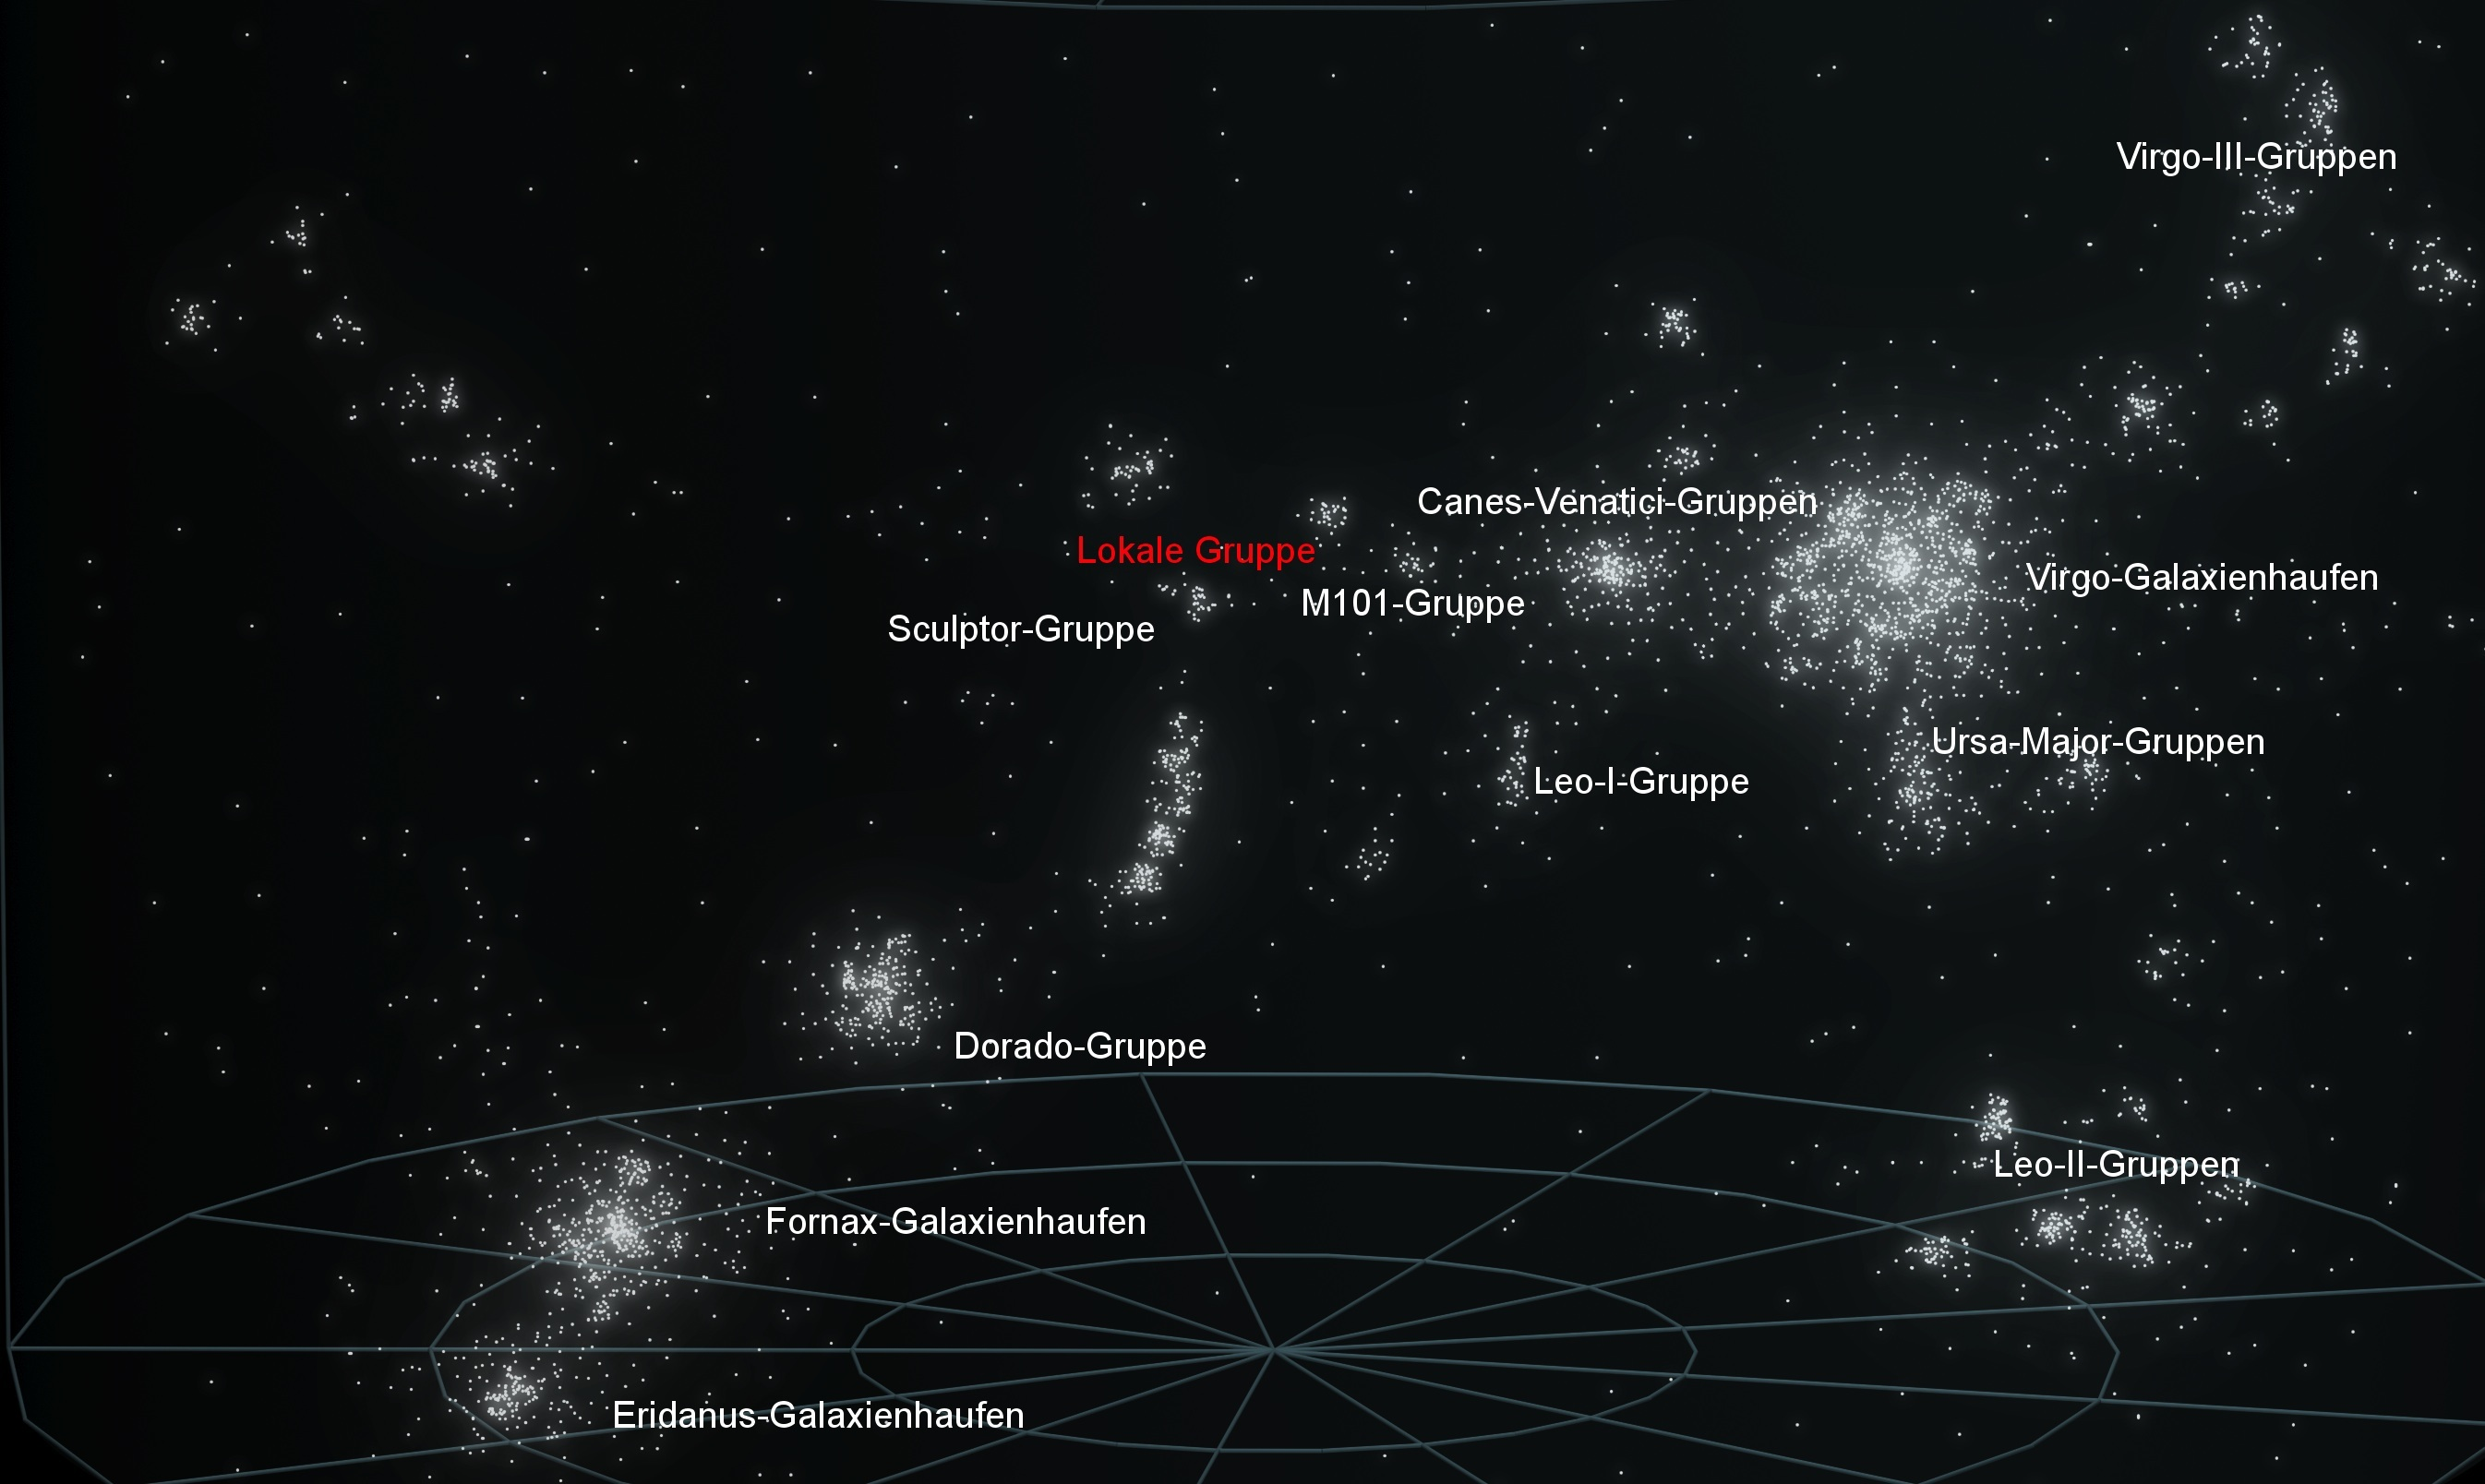 Virgo-III-Gruppen
Canes-Venatici-Gruppen
Lokale Gruppe
Virgo-Galaxienhaufen
M101-Gruppe
Sculptor-Gruppe
Ursa-Major-Gruppen
Leo-I-Gruppe
Dorado-Gruppe
Leo-II-Gruppen
Fornax-Galaxienhaufen
Eridanus-Galaxienhaufen